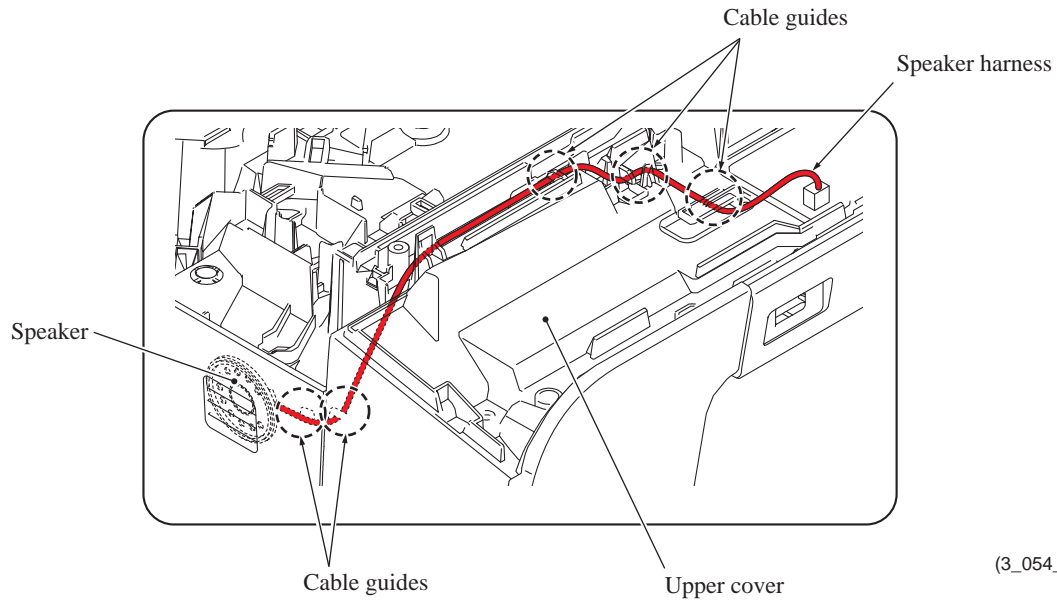 Cable guides
Speaker harness
Speaker
Cable guides
Upper cover
(3_054_